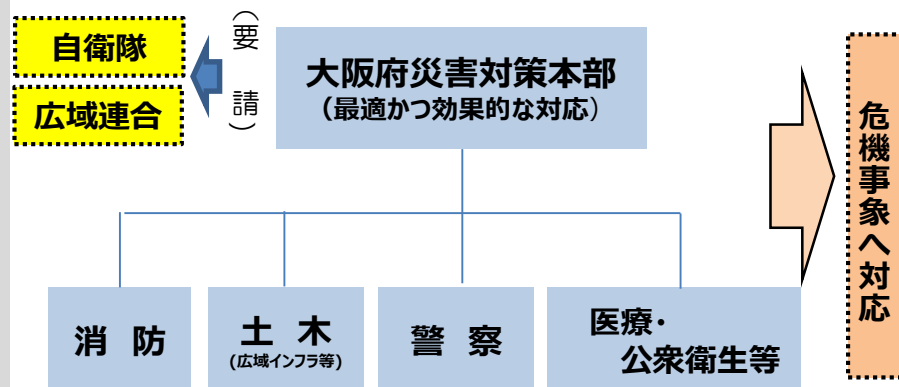 自衛隊
広域連合
（要請）
大阪府災害対策本部
（最適かつ効果的な対応）
危機事象へ対応
消 防
土 木
(広域インフラ等)
警 察
医療・
公衆衛生等